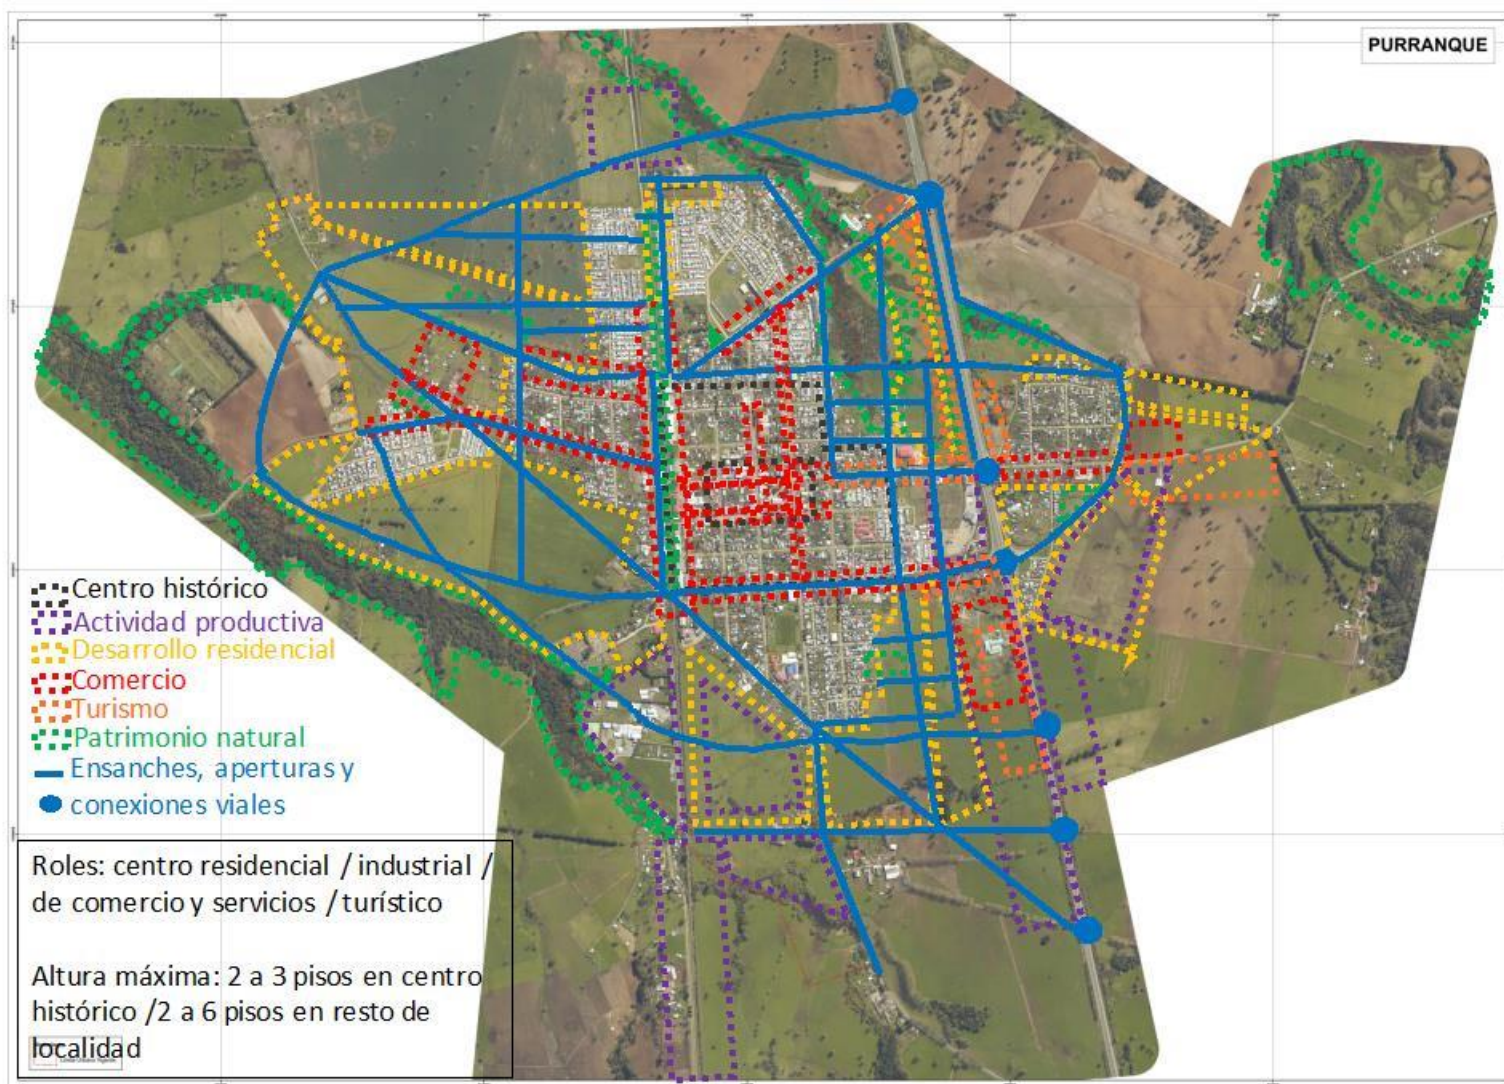 PURRANQUE
Centro histórico
Actividad productiva
Desarrollo residencial
Comercio
Turismo
Patrimonio natural
Ensanches, aperturas y
conexiones viales
Roles: centro residencial / industrial /
de comercio y servicios / turístico
Altura máxima: 2 a 3 pisos en centro
histórico /2 a 6 pisos en resto de
localidad